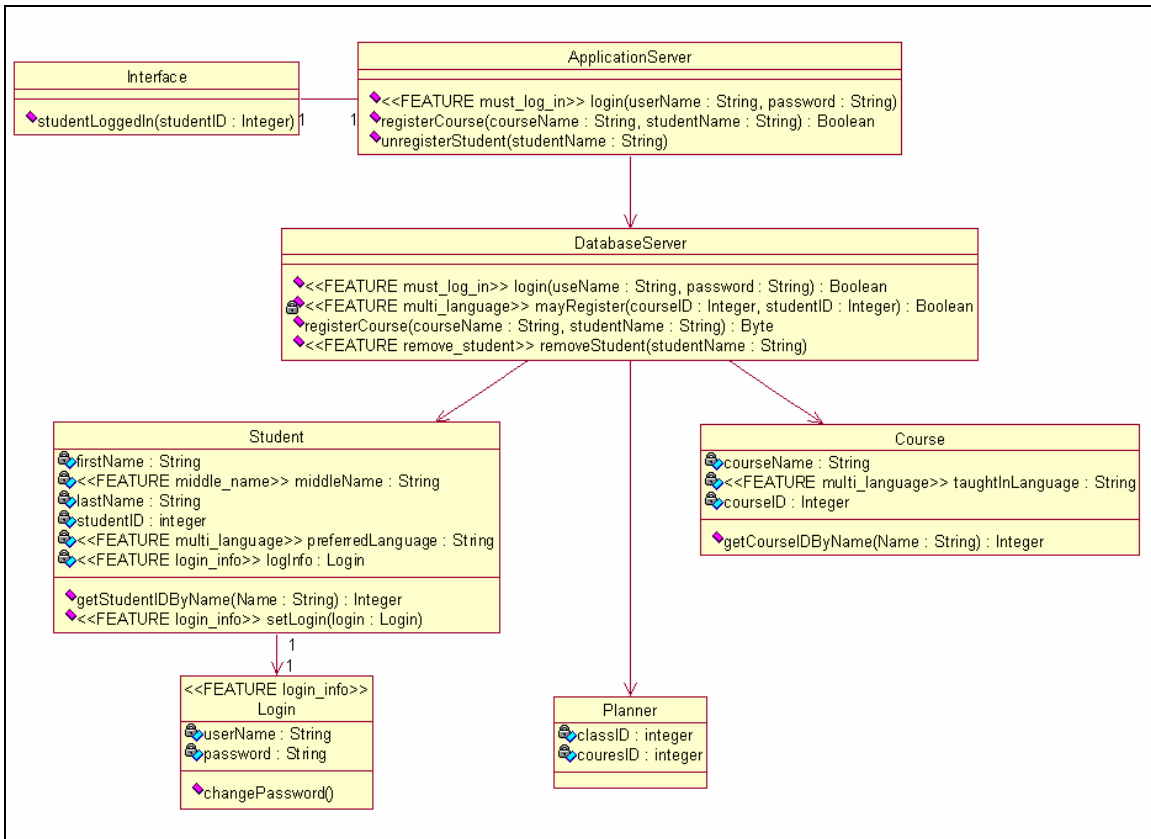 Interface
studentLoggedIn(studentID : Integer)
1
1
ApplicationServer
<<FEATURE must_log_in>> login(userName : String, password : String)
registerCourse(courseName : String, studentName : String) : Boolean
unregisterStudent(studentName : String)
DatabaseServer
<<FEATURE must_log_in>> login(useName : String, password : String) : Boolean
<<FEATURE multi_language>> mayRegister(courseID : Integer, studentID : Integer) : Boolean
registerCourse(courseName : String, studentName : String) : Byte
<<FEATURE remove_student>> removeStudent(studentName : String)
Student
firstName : String
<<FEATURE middle_name>> middleName : String
lastName : String
studentID : integer
<<FEATURE multi_language>> preferredLanguage : String
<<FEATURE login_info>> logInfo : Login
getStudentIDByName(Name : String) : Integer
<<FEATURE login_info>> setLogin(login : Login)
Course
courseName : String
<<FEATURE multi_language>> taughtInLanguage : String
courseID : Integer
getCourseIDByName(Name : String) : Integer
1
1
<<FEATURE login_info>>
Login
userName : String
password : String
changePassword()
Planner
classID : integer
couresID : integer